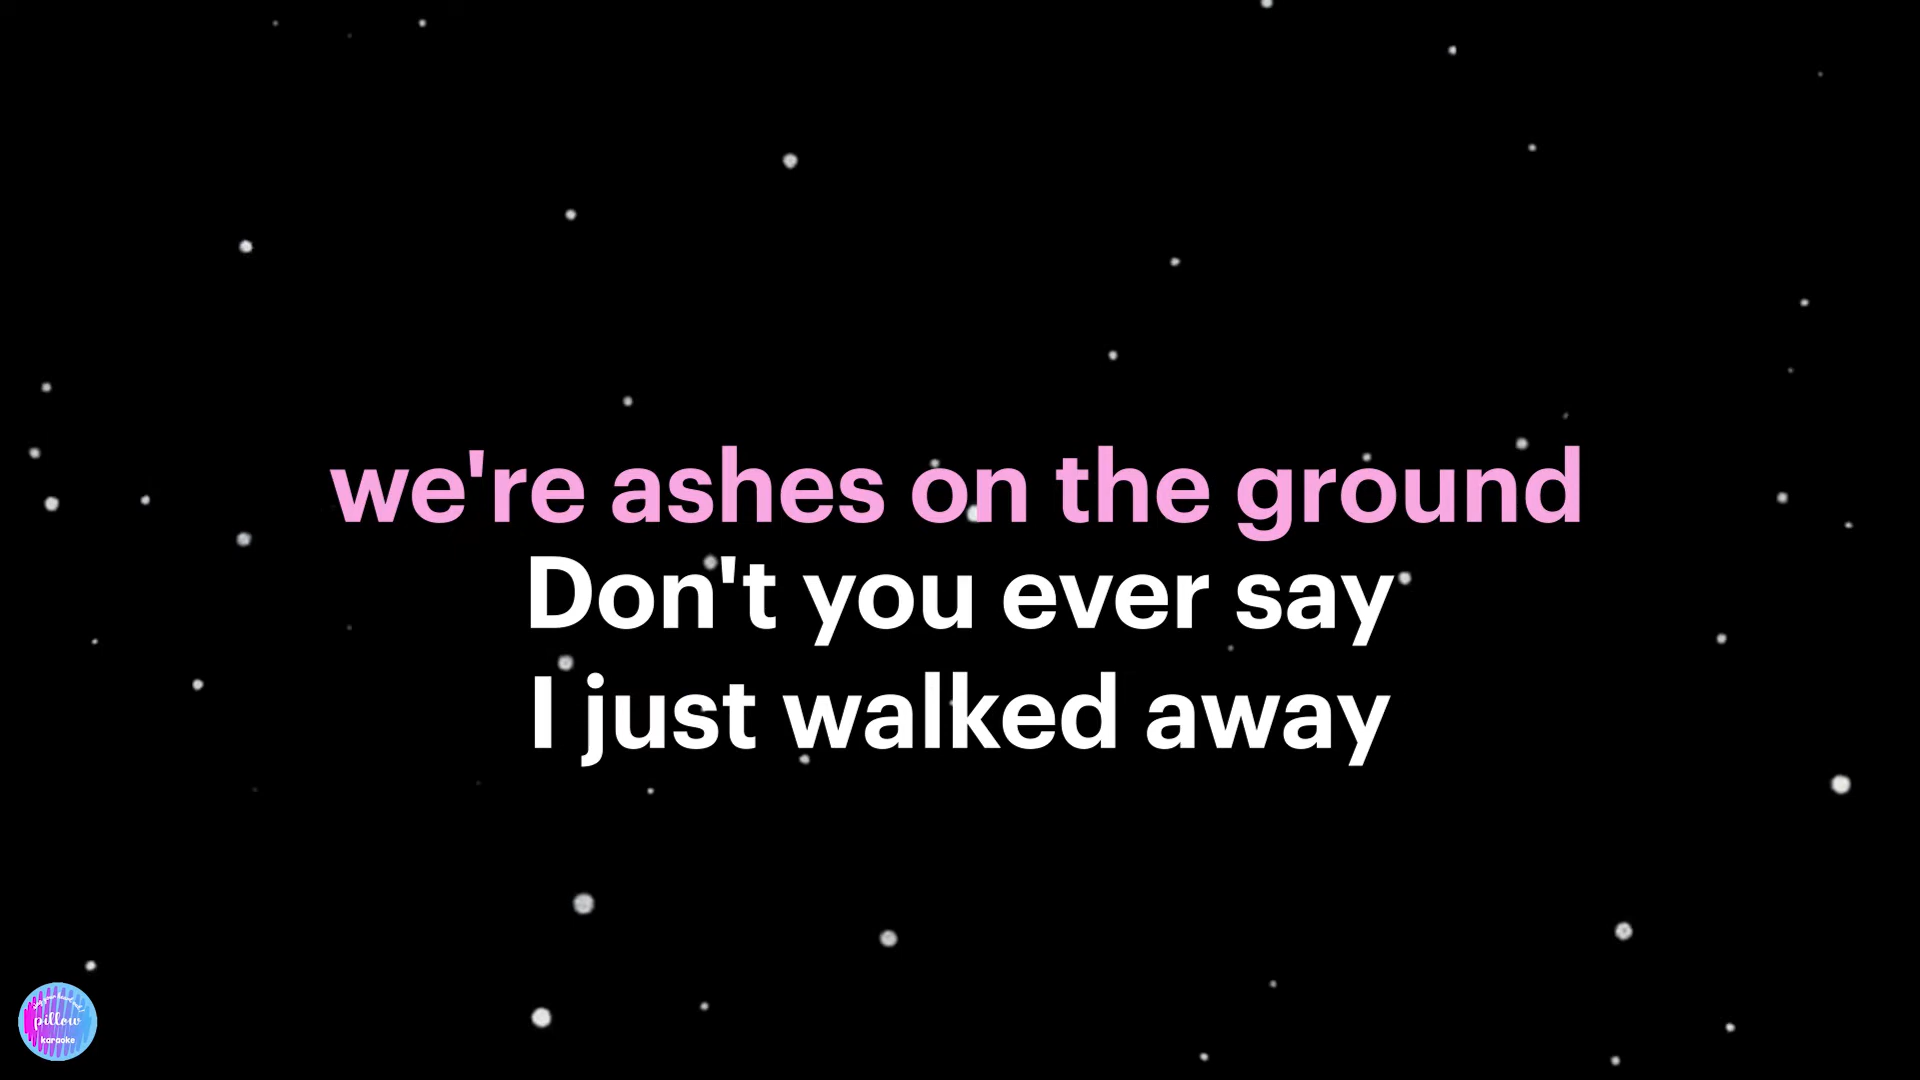 we're ashes on the ground
Don't you ever say
I just walked away
pillow
karaoke